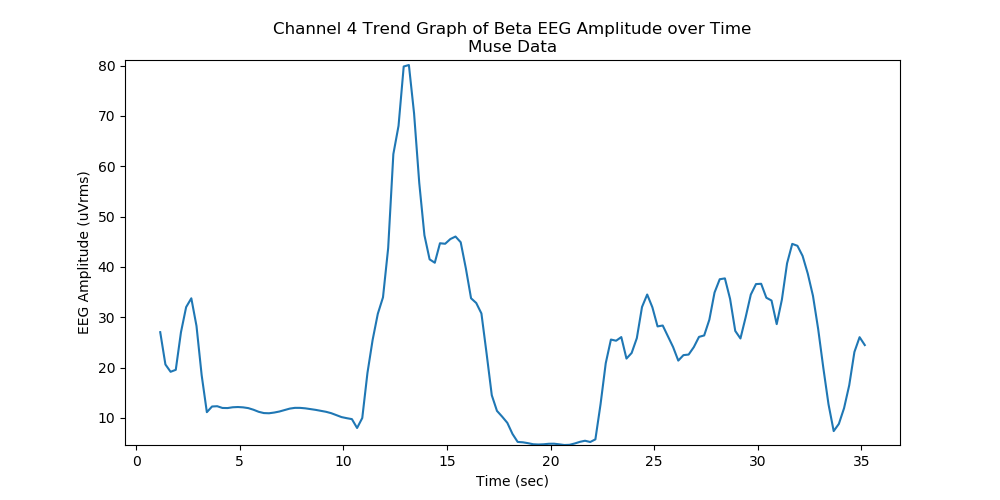 Channel 4 Trend Graph of Beta EEG Amplitude over Time
Muse Data
80
70
60
50
40
30
20
10
EEG Amplitude (uVrms)
0 5 10 15 20 25 30 35
Time (sec)